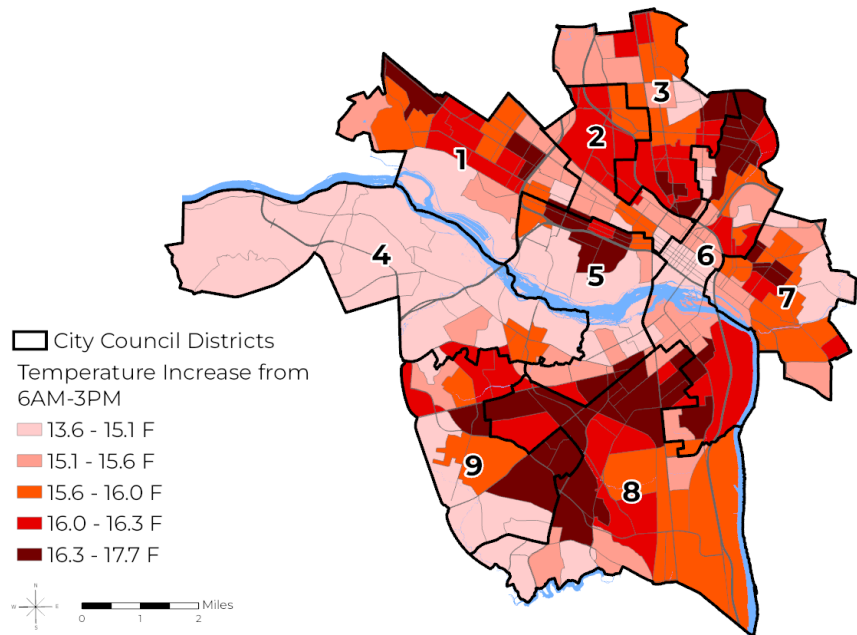 3
2
1
4
5
6
7
9
8
City Council Districts
Temperature Increase from
6AM-3PM
13.6 - 15.1 F
15.1 - 15.6 F
15.6 - 16.0 F
16.0 - 16.3 F
16.3 - 17.7 F
N
W E
S
Miles
0 1 2